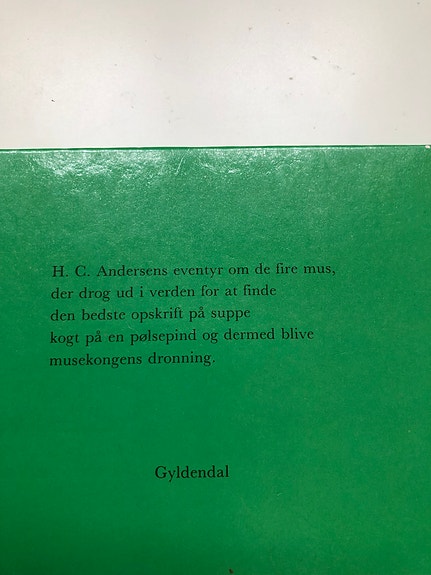 H. C. Andersens eventyr om de fire mus,
der drog ud i verden for at finde
den bedste opskrift på suppe
kogt på en pølsepind og dermed blive
musekongens dronning.
Gyldendal